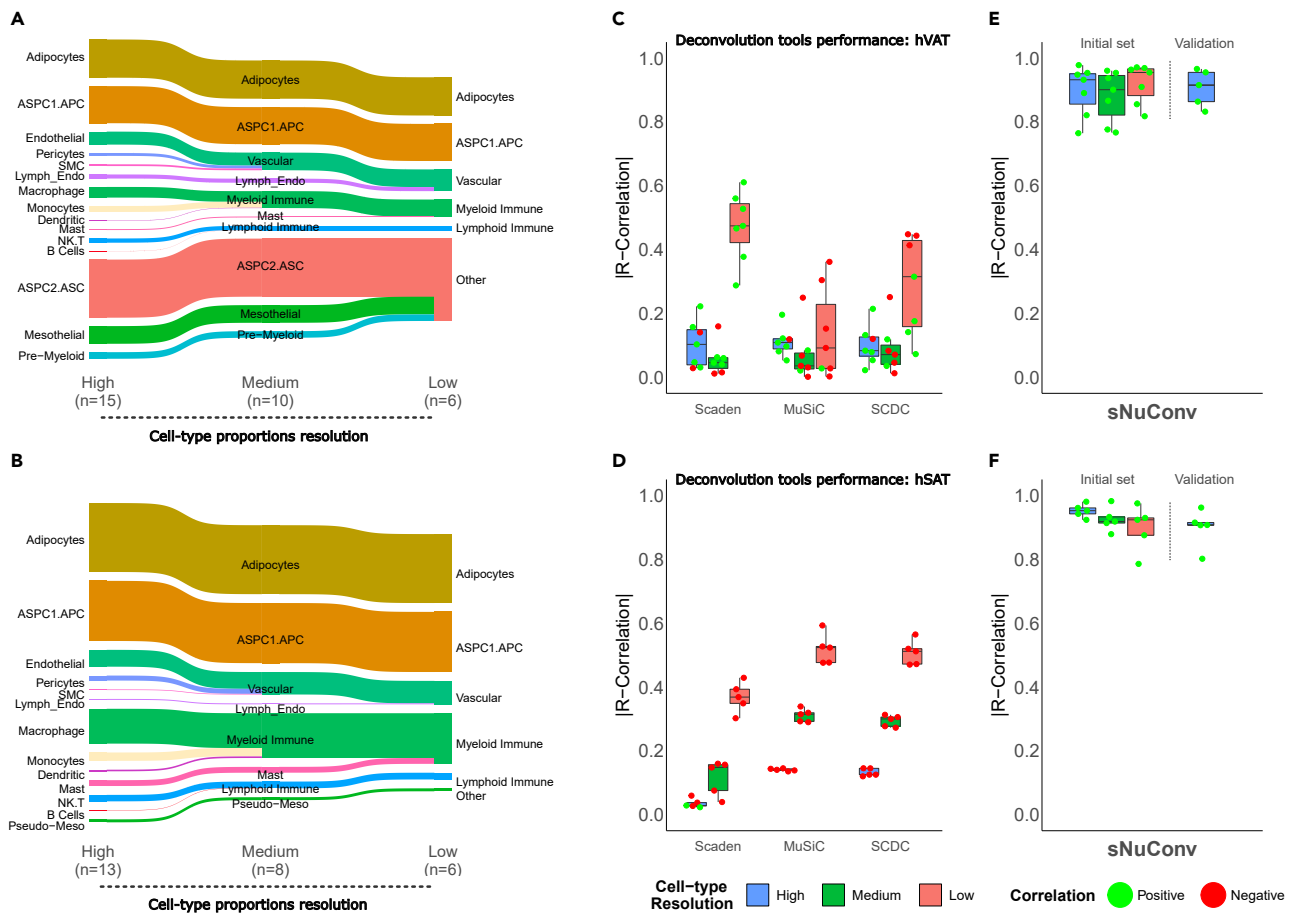 A
Adipocytes
ASPC1.APC
Endothelial
Pericytes
SMC
Lymph_Endo
Macrophage
Monocytes
Dendritic
Mast
NK.T
B Cells
ASPC2.ASC
Mesothelial
Pre−Myeloid
Adipocytes
ASPC1.APC
Vascular
Lymph_Endo
Myeloid Immune
Mast
Lymphoid Immune
ASPC2.ASC
Mesothelial
Pre−Myeloid
Adipocytes
ASPC1.APC
Vascular
Myeloid Immune
Lymphoid Immune
Other
High
(n=15)
Medium
(n=10)
Low
(n=6)
Cell-type proportions resolution
B
Adipocytes
ASPC1.APC
Endothelial
Pericytes
SMC
Lymph_Endo
Macrophage
Monocytes
Dendritic
Mast
NK.T
B Cells
Pseudo−Meso
Adipocytes
ASPC1.APC
Vascular
Lymph_Endo
Myeloid Immune
Mast
Lymphoid Immune
Pseudo−Meso
Adipocytes
ASPC1.APC
Vascular
Myeloid Immune
Lymphoid Immune
Other
High
(n=13)
Medium
(n=8)
Low
(n=6)
Cell-type proportions resolution
C
Deconvolution tools performance: hVAT
|R−Correlation|
1.0
0.8
0.6
0.4
0.2
0.0
Scaden
MuSiC
SCDC
D
Deconvolution tools performance: hSAT
|R−Correlation|
1.0
0.8
0.6
0.4
0.2
0.0
Scaden
MuSiC
SCDC
E
Initial set
Validation
|R−Correlation|
1.0
0.8
0.6
0.4
0.2
0.0
sNuConv
F
Initial set
Validation
|R−Correlation|
1.0
0.8
0.6
0.4
0.2
0.0
sNuConv
Cell-type
Resolution
High
Medium
Low
Correlation
Positive
Negative